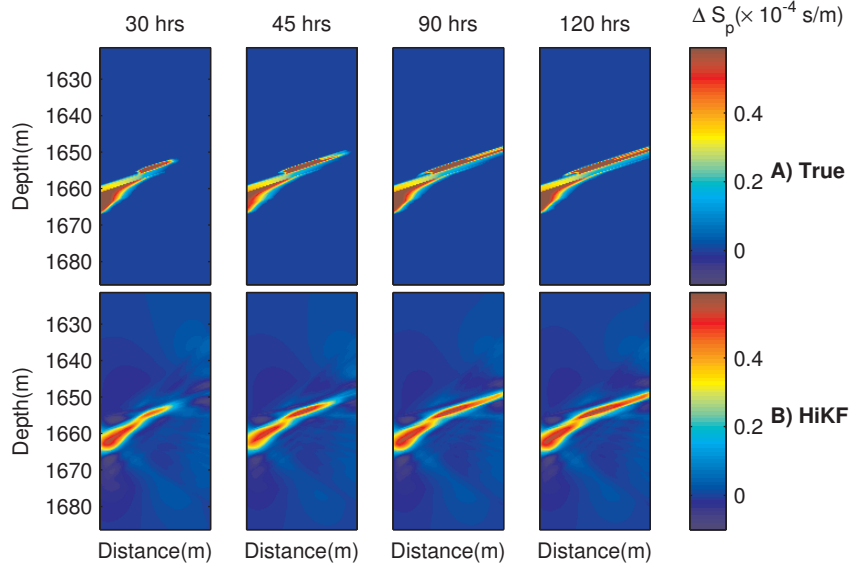 30 hrs
45 hrs
90 hrs
120 hrs
Δ Sp(× 10-4 s/m)
Depth(m)
1630
1640
1650
1660
1670
1680
0.4
0.2
0
A) True
Depth(m)
1630
1640
1650
1660
1670
1680
0.4
0.2
0
B) HiKF
Distance(m)
Distance(m)
Distance(m)
Distance(m)